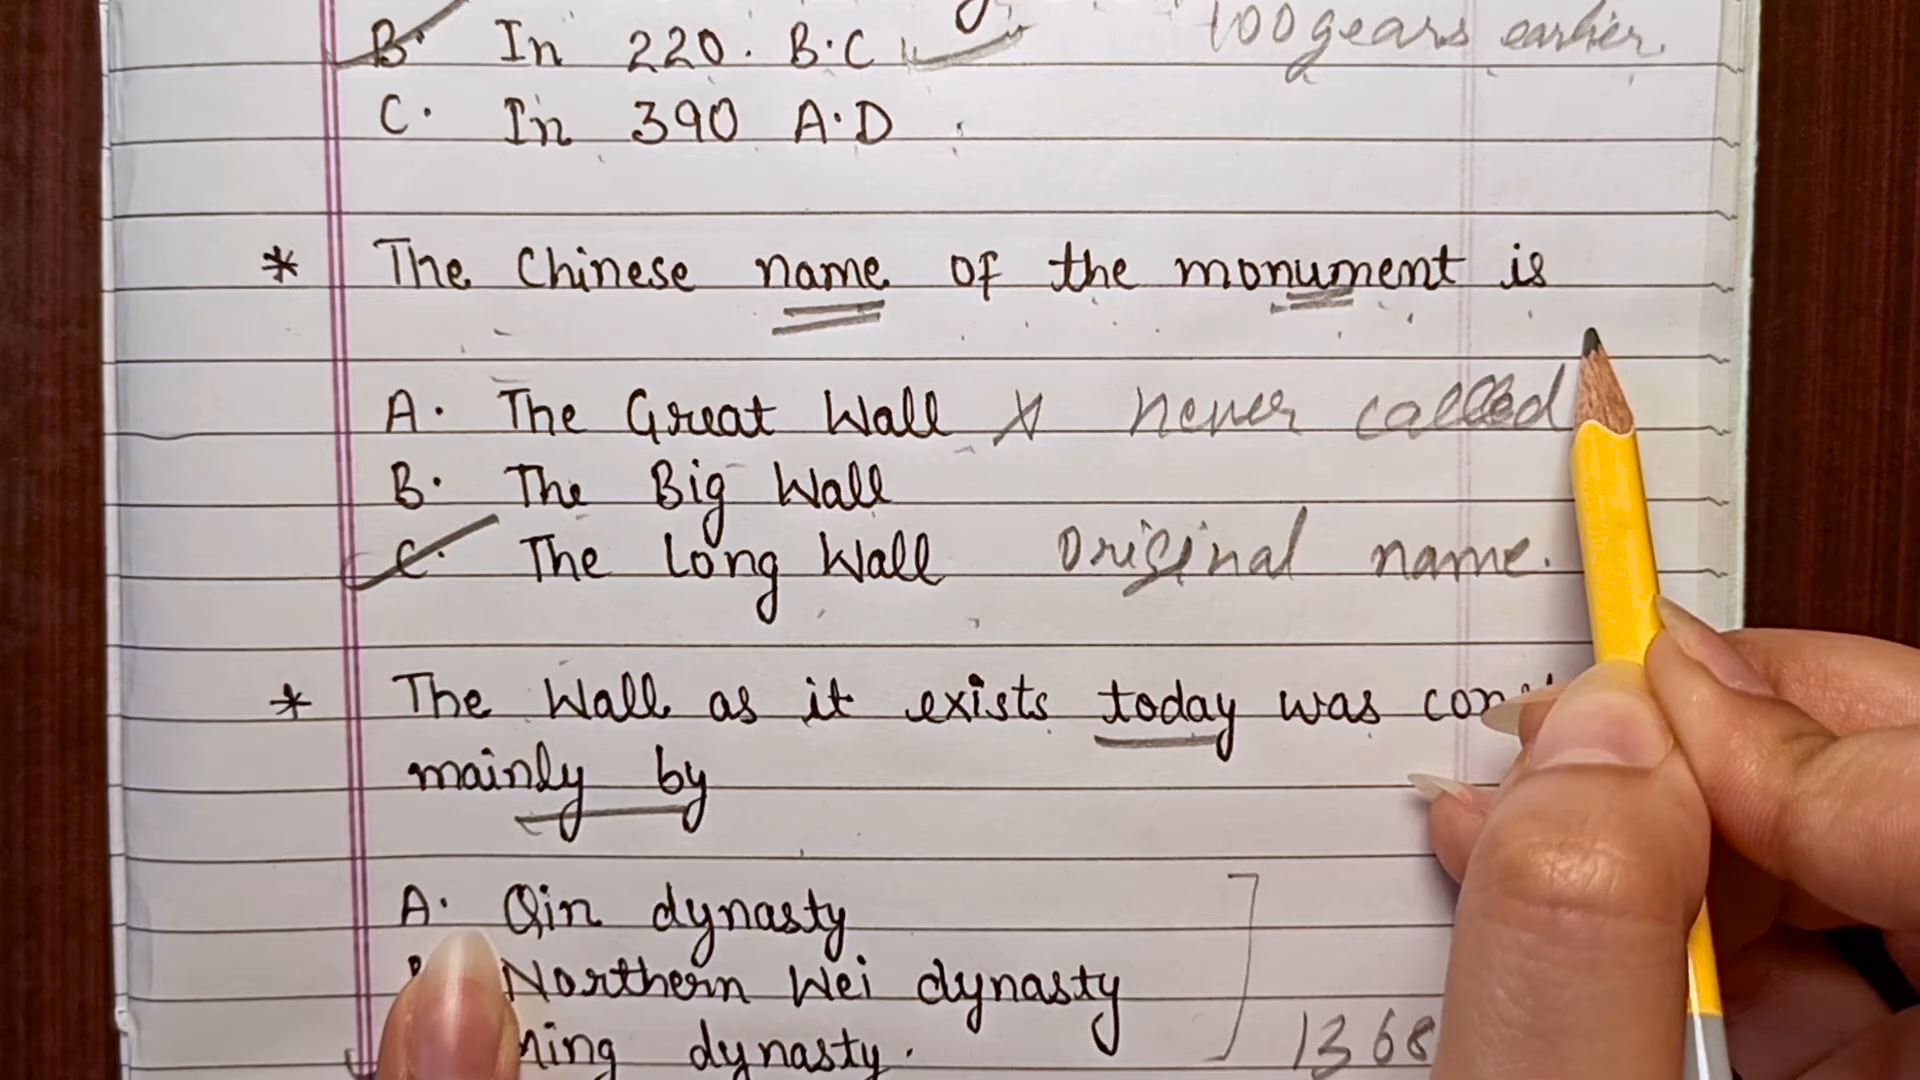 B. In 220. B.C 100 years earlier.
C. In 390 A.D
* The Chinese name of the monument is
A. The Great Wall x never called
B. The Big Wall
C. The Long Wall Original name.
* The Wall as it exists today was
mainly by
A. Qin dynasty
Northern Wei dynasty
dynasty. 1368